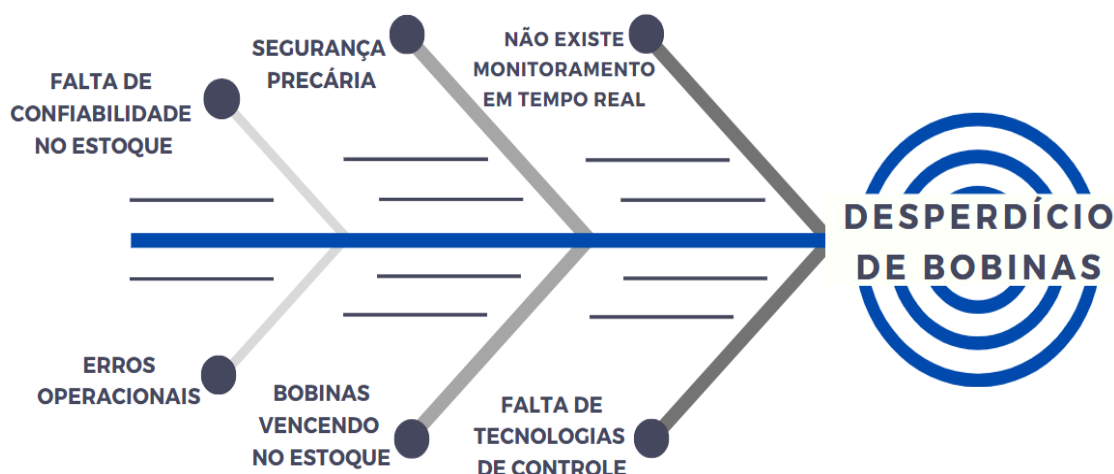 FALTA DE
CONFIABILIDADE
NO ESTOQUE
SEGURANÇA
PRECÁRIA
NÃO EXISTE
MONITORAMENTO
EM TEMPO REAL
DESPERDÍCIO
DE BOBINAS
ERROS
OPERACIONAIS
BOBINAS
VENCENDO
NO ESTOQUE
FALTA DE
TECNOLOGIAS
DE CONTROLE